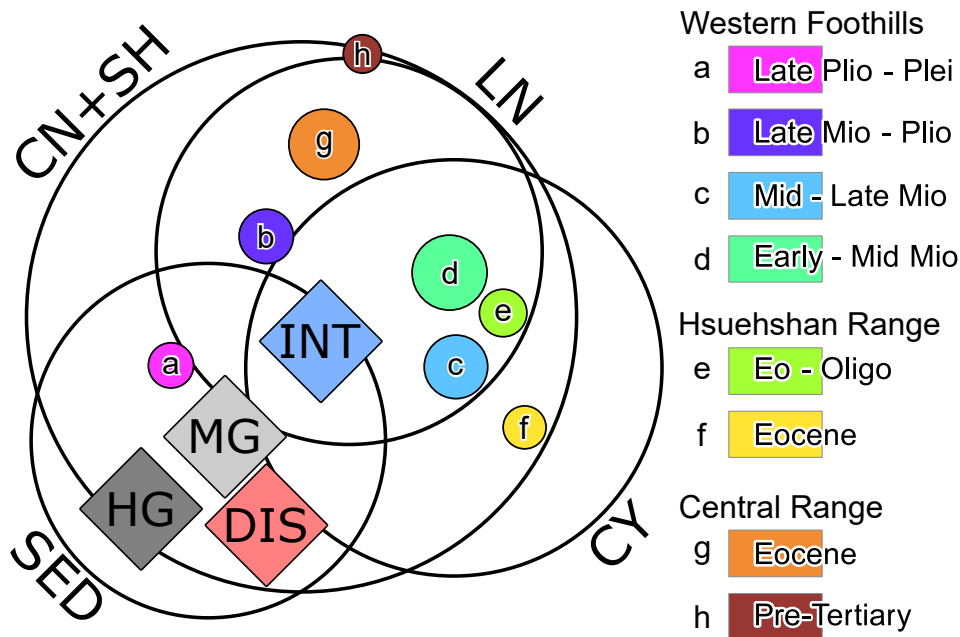 CN+SH
LN
CY
SED
h
g
b
d
e
c
a
f
INT
MG
HG
DIS
Western Foothills
a Late Plio - Plei
b Late Mio - Plio
c Mid - Late Mio
d Early - Mid Mio
Hsuehshan Range
e Eo - Oligo
f Eocene
Central Range
g Eocene
h Pre-Tertiary